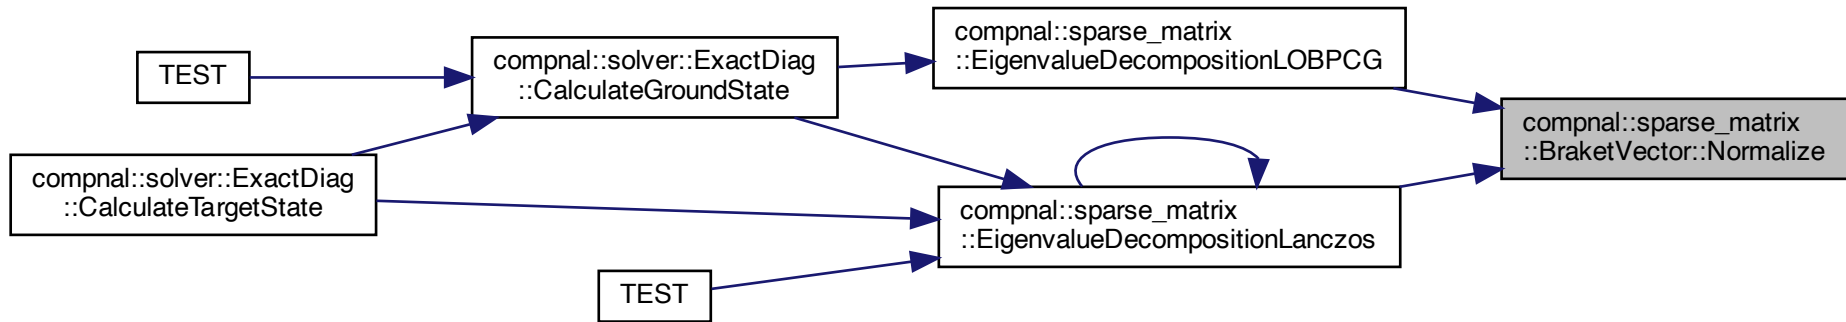 TEST
compnal::solver::ExactDiag
::CalculateGroundState
compnal::sparse_matrix
::EigenvalueDecompositionLOBPCG
compnal::sparse_matrix
::BraketVector::Normalize
compnal::solver::ExactDiag
::CalculateTargetState
compnal::sparse_matrix
::EigenvalueDecompositionLanczos
TEST